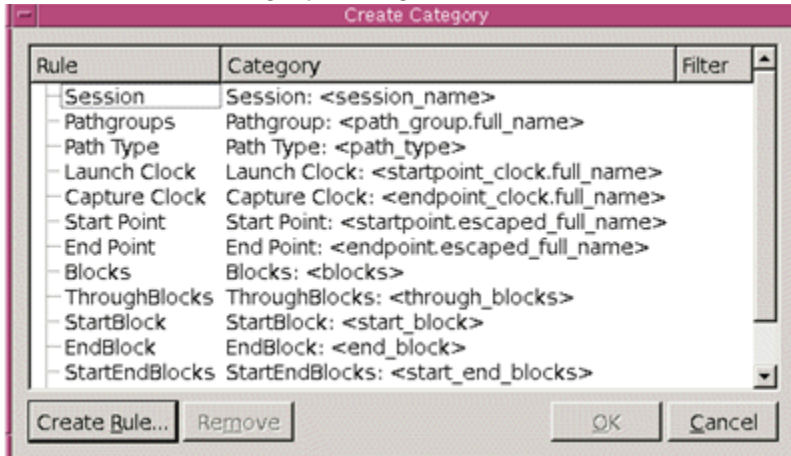 Create Category
Rule Category Filter
Session Session: <session_name>
Pathgroups Pathgroup: <path_group.full_name>
Path Type Path Type: <path_type>
Launch Clock Launch Clock: <startpoint_clock.full_name>
Capture Clock Capture Clock: <endpoint_clock.full_name>
Start Point Start Point: <startpoint.escaped_full_name>
End Point End Point: <endpoint.escaped_full_name>
Blocks Blocks: <blocks>
ThroughBlocks ThroughBlocks: <through_blocks>
StartBlock StartBlock: <start_block>
EndBlock EndBlock: <end_block>
StartEndBlocks StartEndBlocks: <start_end_blocks>
Create Rule... Remove OK Cancel